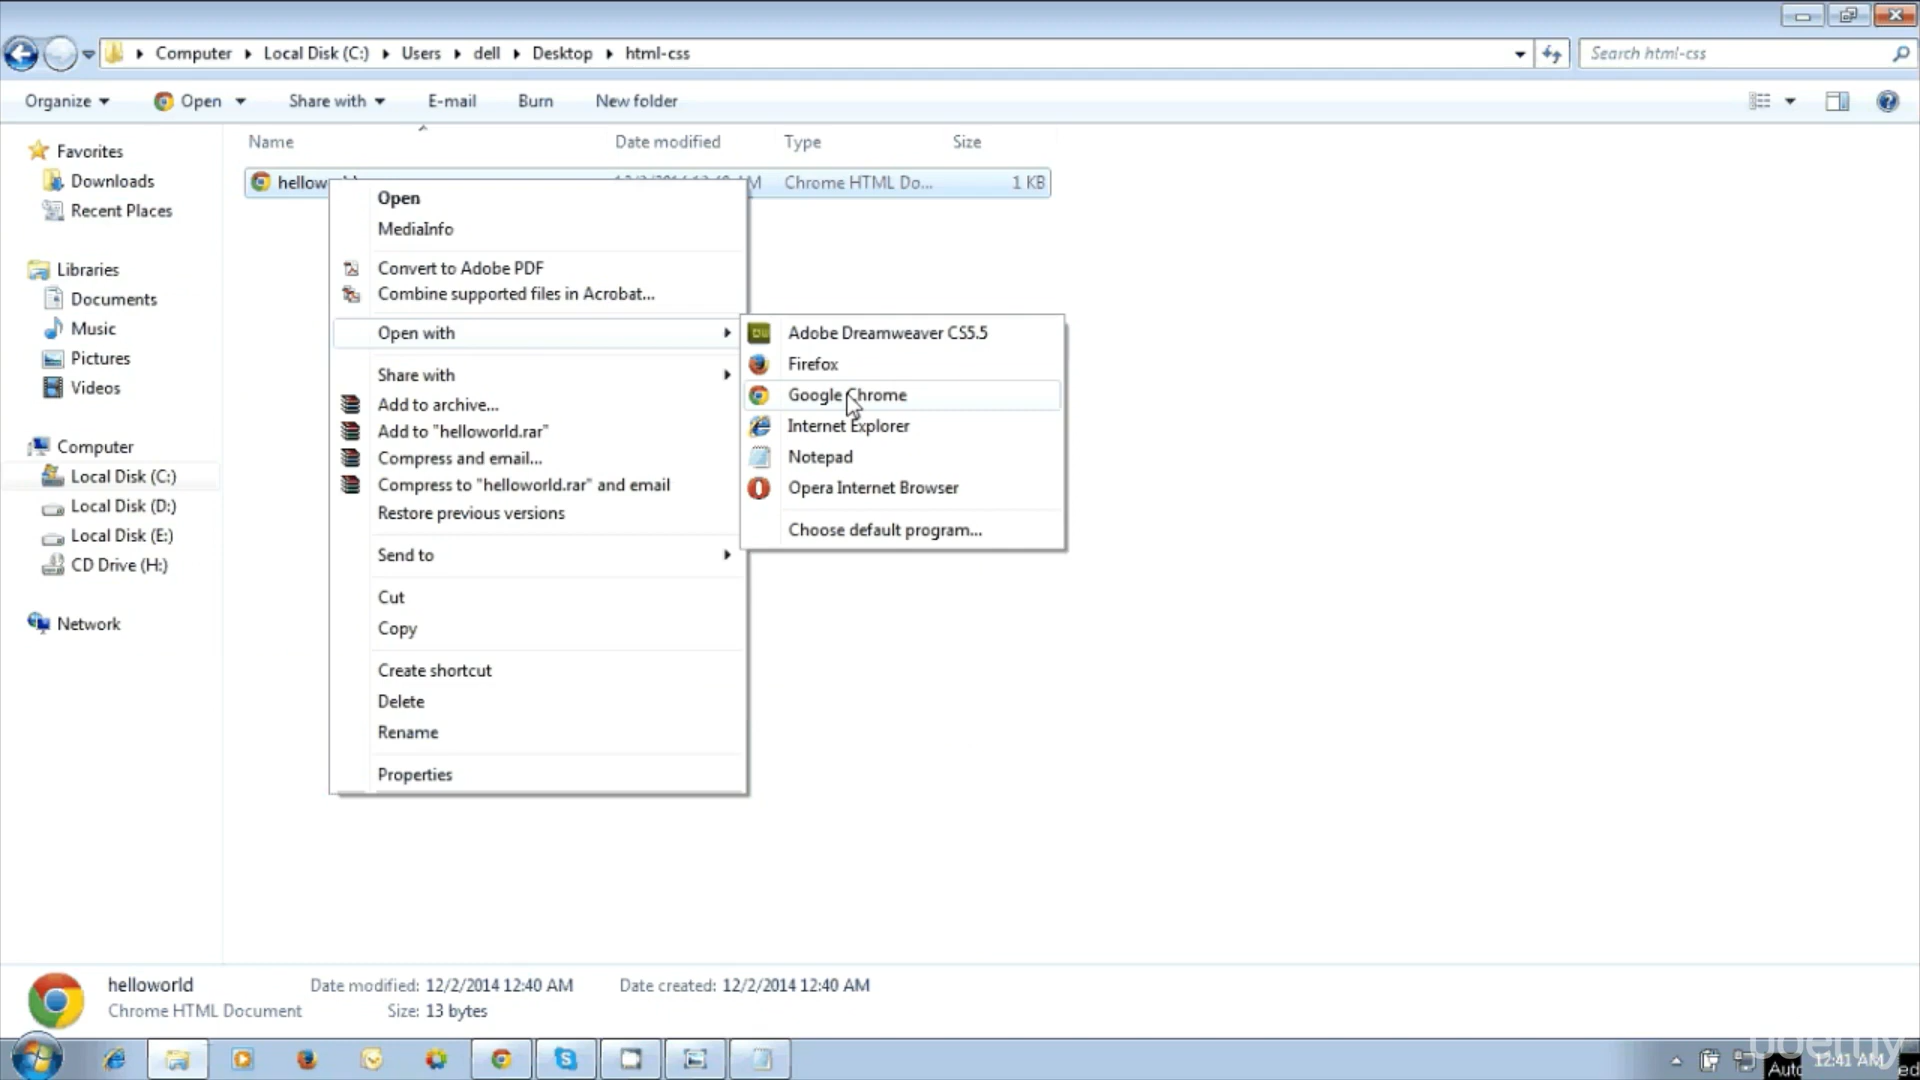 Computer Local Disk (C:) Users dell Desktop html-css Search html-css
Organize Open Share with E-mail Burn New folder
Name Date modified Type Size
Favorites
Downloads
Recent Places
Libraries
Documents
Music
Pictures
Videos
Computer
Local Disk (C:)
Local Disk (D:)
Local Disk (E:)
CD Drive (H:)
Network
Chrome HTML Do... 1 KB
Open
MediaInfo
Convert to Adobe PDF
Combine supported files in Acrobat...
Open with
Share with
Add to archive...
Add to "helloworld.rar"
Compress and email...
Compress to "helloworld.rar" and email
Restore previous versions
Send to
Cut
Copy
Create shortcut
Delete
Rename
Properties
Adobe Dreamweaver CS5.5
Firefox
Google Chrome
Internet Explorer
Notepad
Opera Internet Browser
Choose default program...
helloworld Date modified: 12/2/2014 12:40 AM Date created: 12/2/2014 12:40 AM
Chrome HTML Document Size: 13 bytes
udemy
12:41 AM